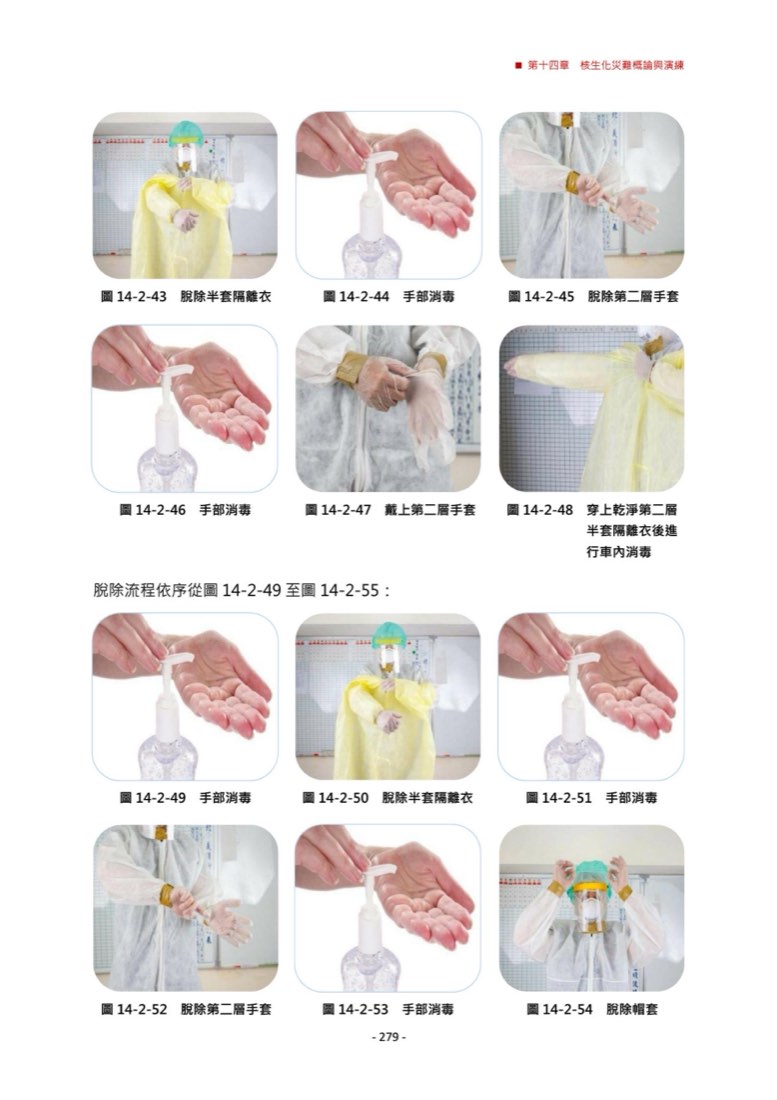 ■ 第十四章 核生化災難概論與演練
圖 14-2-43 脫除半套隔離衣
圖 14-2-44 手部消毒
圖 14-2-45 脫除第二層手套
圖 14-2-46 手部消毒
圖 14-2-47 戴上第二層手套
圖 14-2-48 穿上乾淨第二層
半套隔離衣後進
行車內消毒
脫除流程依序從圖 14-2-49 至圖 14-2-55：
圖 14-2-49 手部消毒
圖 14-2-50 脫除半套隔離衣
圖 14-2-51 手部消毒
圖 14-2-52 脫除第二層手套
圖 14-2-53 手部消毒
圖 14-2-54 脫除帽套
- 279 -